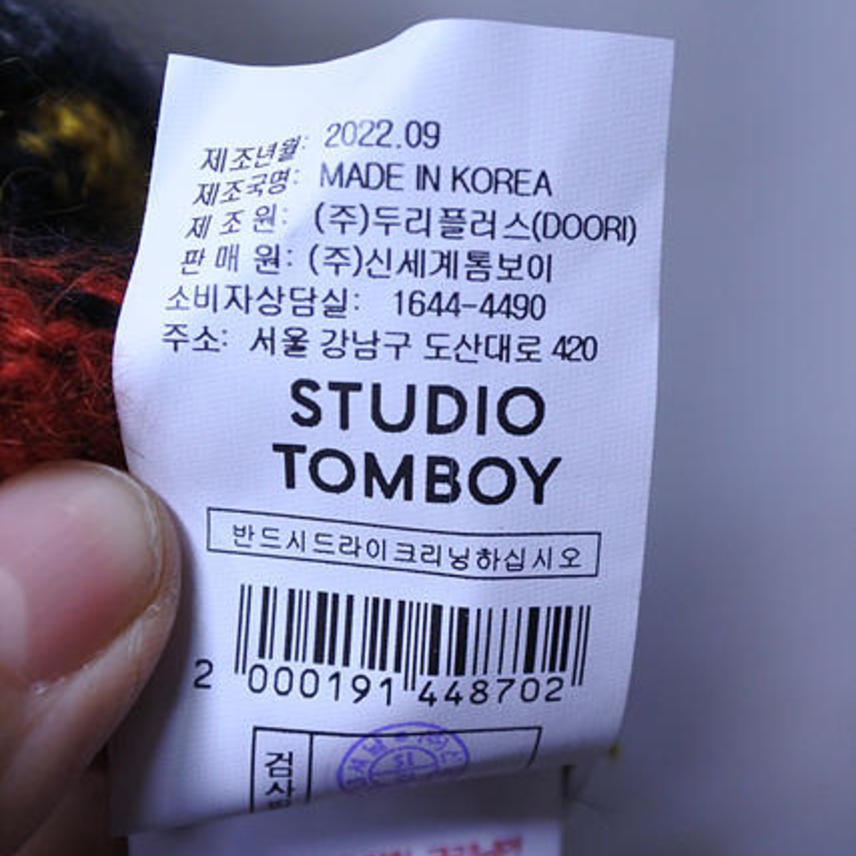 제조년월: 2022.09
제조국명: MADE IN KOREA
제 조 원: (주)두리플러스(DOORI)
판 매 원: (주)신세계톰보이
소비자상담실: 1644-4490
주소: 서울 강남구 도산대로 420
STUDIO
TOMBOY
반드시드라이크리닝하십시오
2 000191 448702
검사